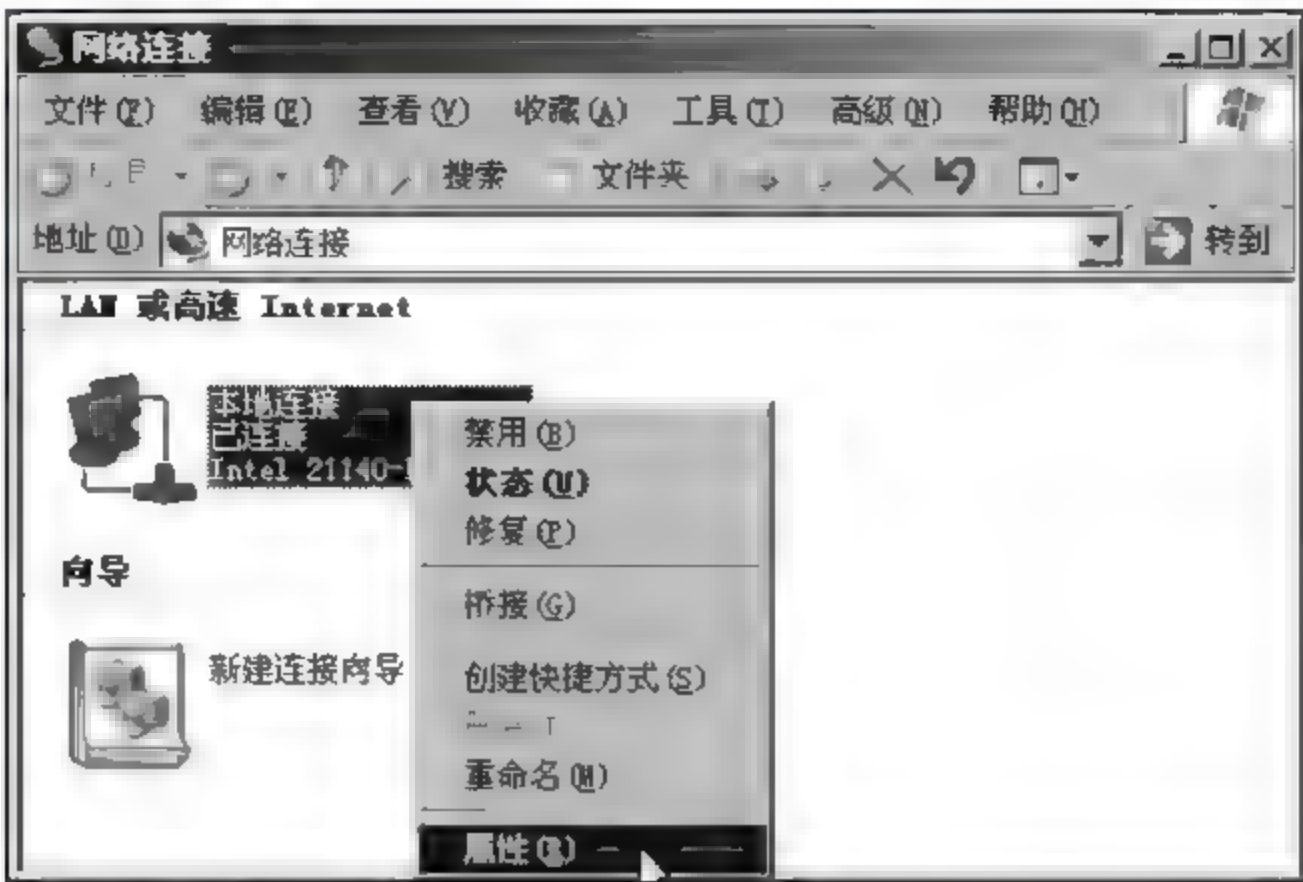 网络连接
文件(F) 编辑(E) 查看(V) 收藏(A) 工具(T) 高级(N) 帮助(H)
搜索 文件夹
地址(D) 网络连接 转到
LAN 或高速 Internet
本地连接
已连接
Intel 21140-
禁用(B)
状态(U)
修复(P)
桥接(G)
向导
新建连接向导
创建快捷方式(S)
重命名(M)
属性(R)